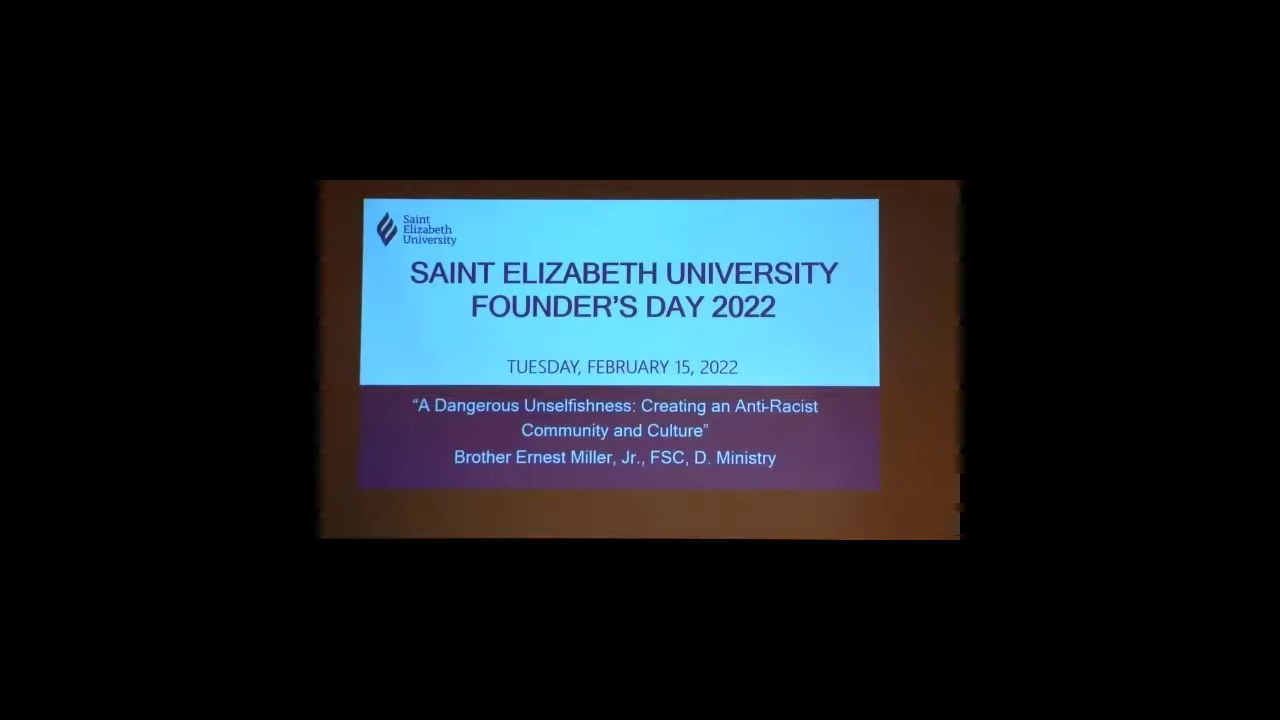 Saint
Elizabeth
University
SAINT ELIZABETH UNIVERSITY
FOUNDER'S DAY 2022
TUESDAY, FEBRUARY 15, 2022
“A Dangerous Unselfishness: Creating an Anti-Racist
Community and Culture”
Brother Ernest Miller, Jr., FSC, D. Ministry